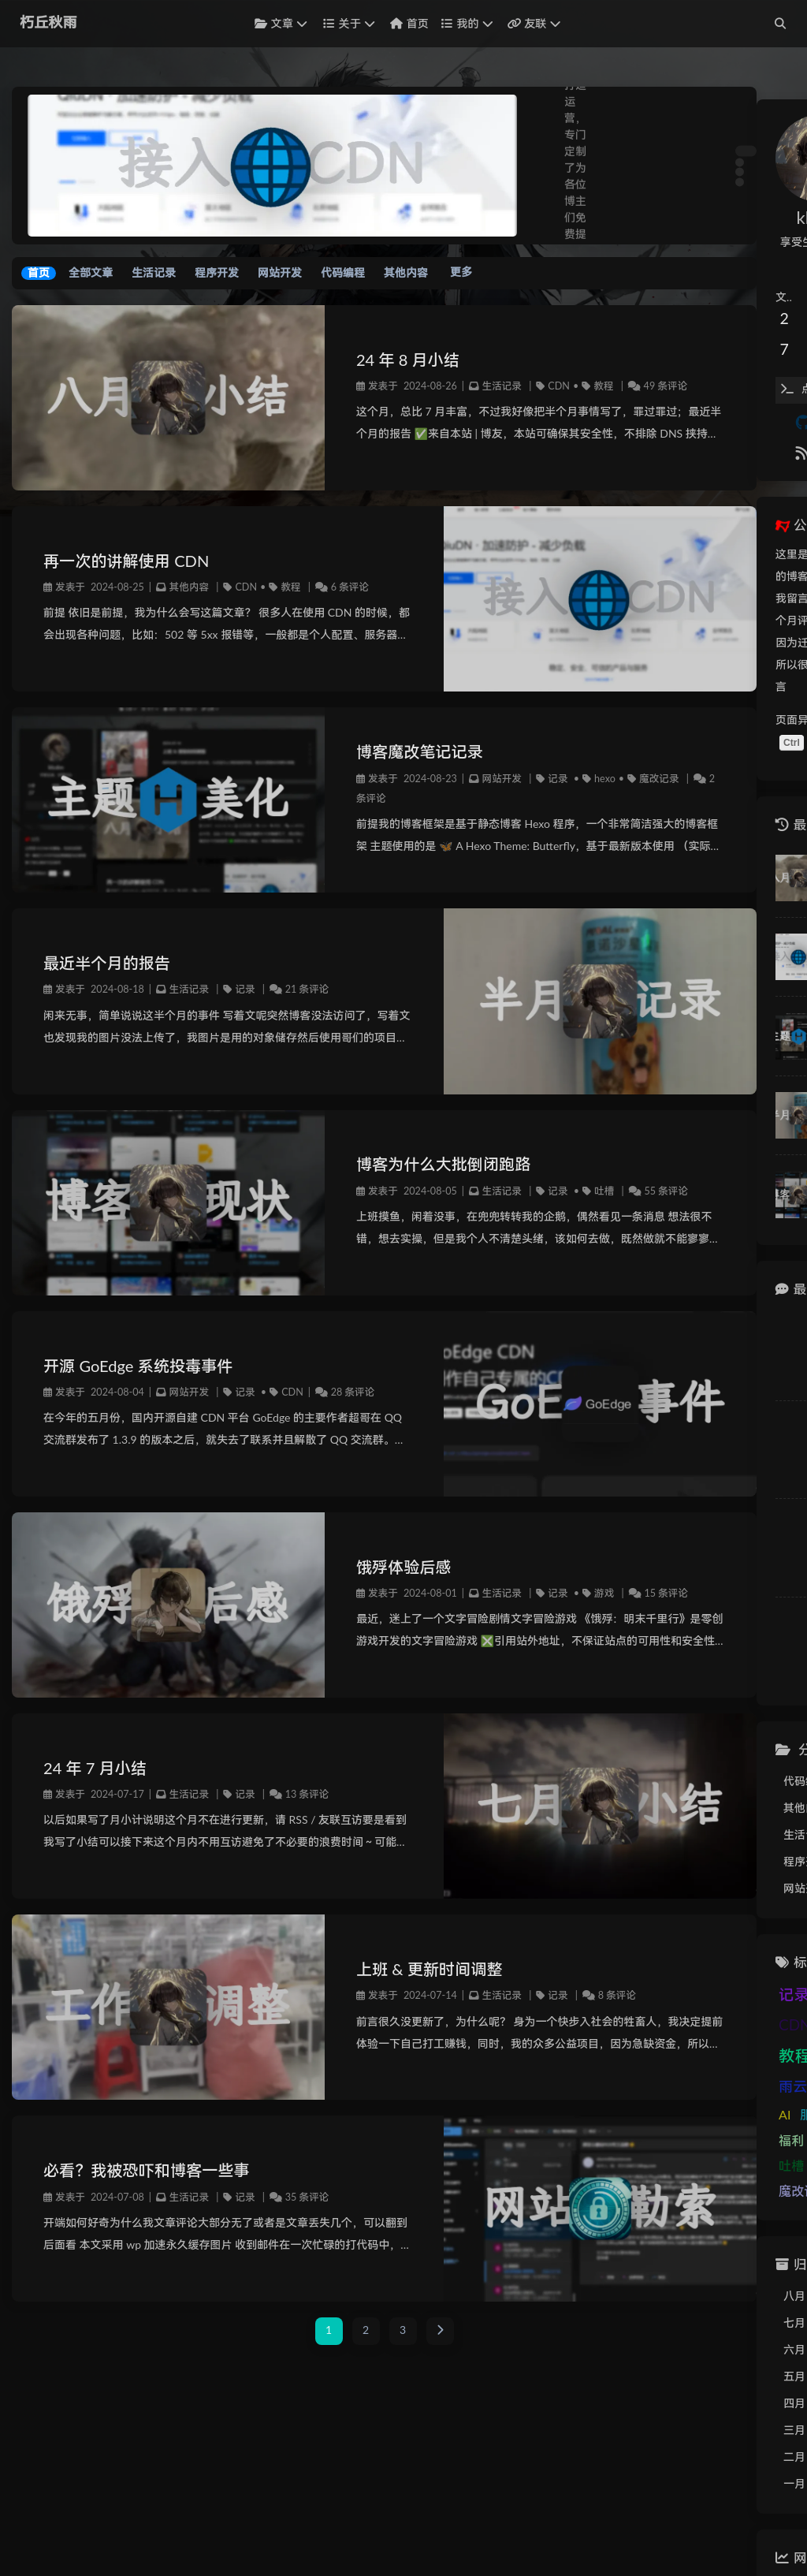 朽丘秋雨
文章
关于
首页
我的
友联
接入
CDN
运
营，
专门
定制
了为
各位
博主
们免
费提
首页
全部文章
生活记录
程序开发
网站开发
代码编程
其他内容
更多
享受生
文..
2
7
八月 小结
24 年 8 月小结
发表于 2024-08-26 | 生活记录 | CDN • 教程 | 49 条评论
这个月，总比 7 月丰富，不过我好像把半个月事情写了，罪过罪过；最近半
个月的报告 ✅来自本站 | 博友，本站可确保其安全性，不排除 DNS 挟持...
再一次的讲解使用 CDN
发表于 2024-08-25 | 其他内容 | CDN • 教程 | 6 条评论
前提 依旧是前提，我为什么会写这篇文章？ 很多人在使用 CDN 的时候，都
会出现各种问题，比如：502 等 5xx 报错等，一般都是个人配置、服务器...
接入 CDN
公
这里是
的博客
我留言
个月评
因为迁
所以很
言
页面异
Ctrl
主题 美化
博客魔改笔记记录
发表于 2024-08-23 | 网站开发 | 记录 • hexo • 魔改记录 | 2
条评论
前提我的博客框架是基于静态博客 Hexo 程序，一个非常简洁强大的博客框
架 主题使用的是 🦋 A Hexo Theme: Butterfly，基于最新版本使用 （实际...
最
最近半个月的报告
发表于 2024-08-18 | 生活记录 | 记录 | 21 条评论
闲来无事，简单说说这半个月的事件 写着文呢突然博客没法访问了，写着文
也发现我的图片没法上传了，我图片是用的对象储存然后使用哥们的项目...
半月 记录
博客 现状
博客为什么大批倒闭跑路
发表于 2024-08-05 | 生活记录 | 记录 • 吐槽 | 55 条评论
上班摸鱼，闲着没事，在兜兜转转我的企鹅，偶然看见一条消息 想法很不
错，想去实操，但是我个人不清楚头绪，该如何去做，既然做就不能寥寥...
最
开源 GoEdge 系统投毒事件
发表于 2024-08-04 | 网站开发 | 记录 • CDN | 28 条评论
在今年的五月份，国内开源自建 CDN 平台 GoEdge 的主要作者超哥在 QQ
交流群发布了 1.3.9 的版本之后，就失去了联系并且解散了 QQ 交流群。...
GoEdge
事件
饿殍 后感
饿殍体验后感
发表于 2024-08-01 | 生活记录 | 记录 • 游戏 | 15 条评论
最近，迷上了一个文字冒险剧情文字冒险游戏 《饿殍：明末千里行》是零创
游戏开发的文字冒险游戏 ❎引用站外地址，不保证站点的可用性和安全性...
24 年 7 月小结
发表于 2024-07-17 | 生活记录 | 记录 | 13 条评论
以后如果写了月小计说明这个月不在进行更新，请 RSS / 友联互访要是看到
我写了小结可以接下来这个月内不用互访避免了不必要的浪费时间 ~ 可能...
七月 小结
分
代码编
其他
生活
程序开
网站开
工作 调整
上班 & 更新时间调整
发表于 2024-07-14 | 生活记录 | 记录 | 8 条评论
前言很久没更新了，为什么呢？ 身为一个快步入社会的牲畜人，我决定提前
体验一下自己打工赚钱，同时，我的众多公益项目，因为急缺资金，所以...
标
记录
教程
雨云
AI
福利
吐槽
魔改记
必看？我被恐吓和博客一些事
发表于 2024-07-08 | 生活记录 | 记录 | 35 条评论
开端如何好奇为什么我文章评论大部分无了或者是文章丢失几个，可以翻到
后面看 本文采用 wp 加速永久缓存图片 收到邮件在一次忙碌的打代码中，...
网站 勒索
归
八月
七月
六月
五月
四月
三月
二月
一月
1
2
3
网